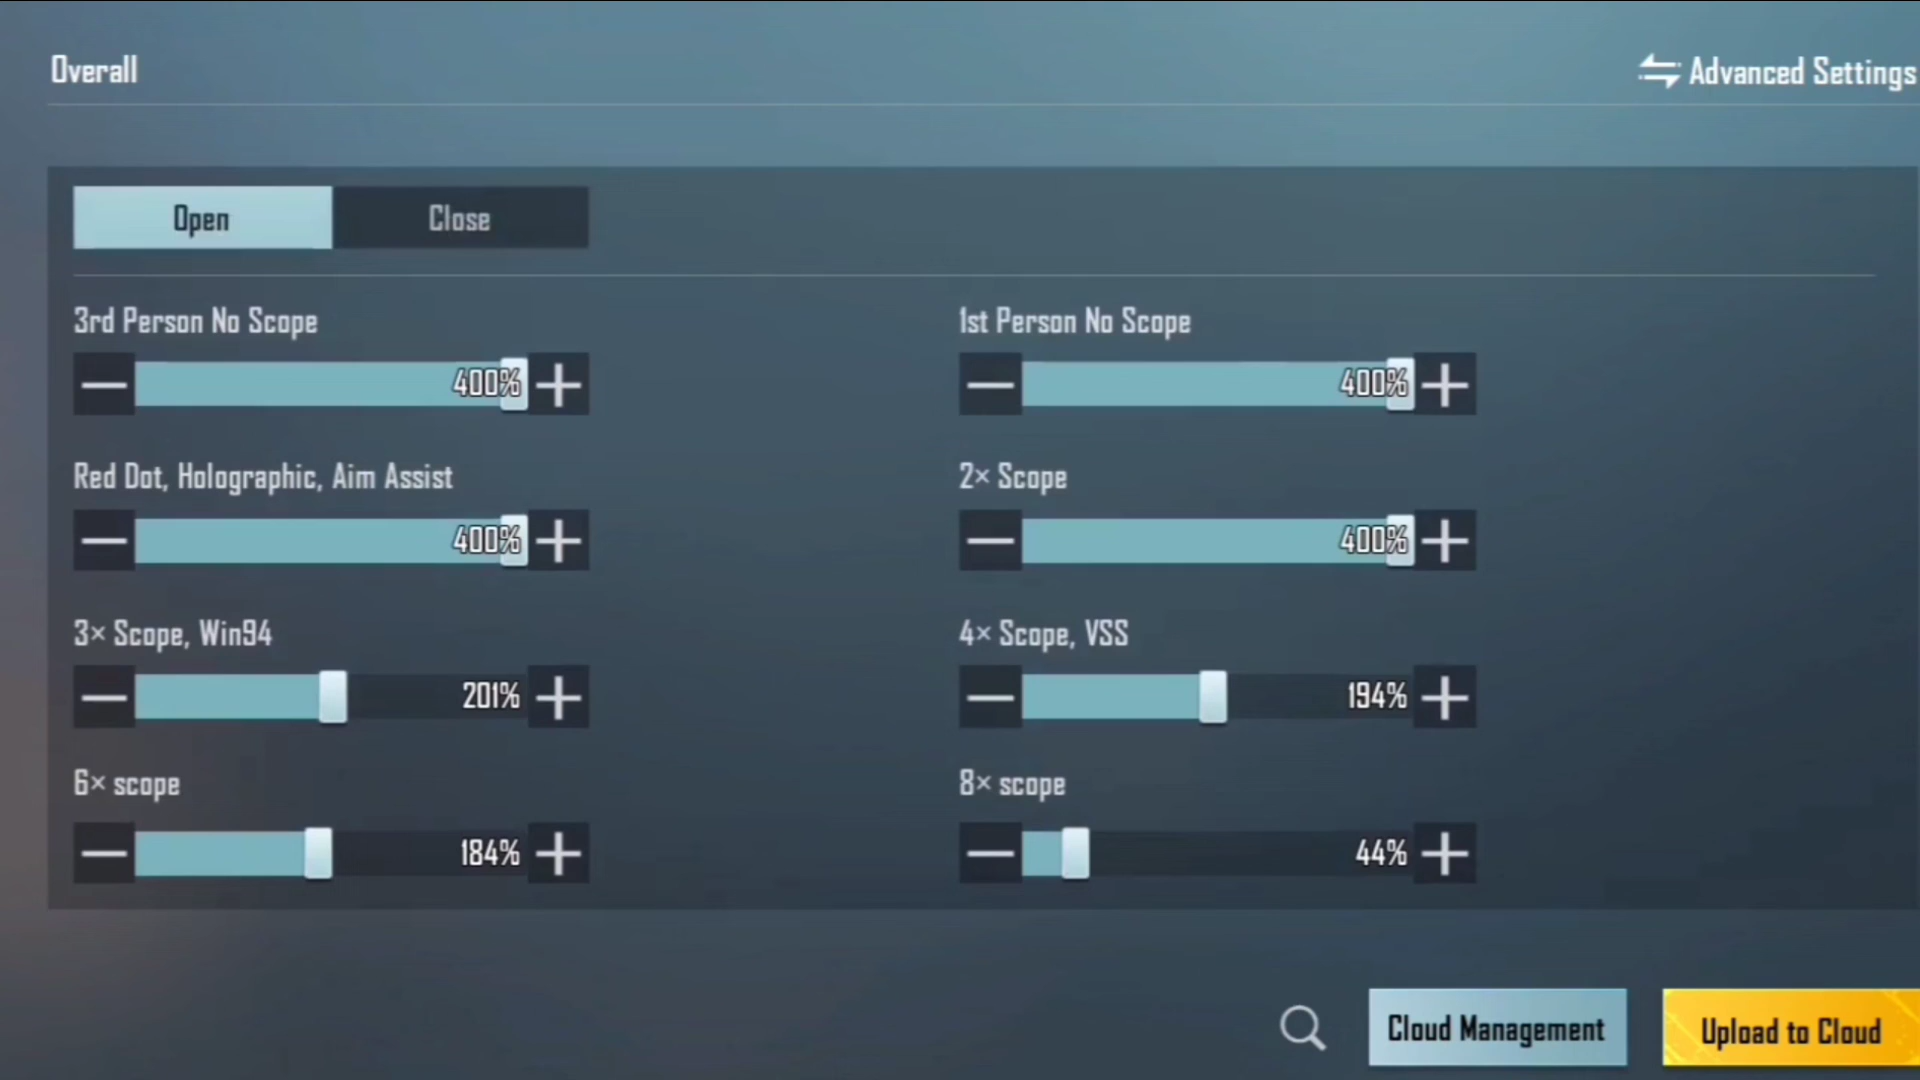 Overall
Advanced Settings
Open Close
3rd Person No Scope 1st Person No Scope
400% 400%
Red Dot, Holographic, Aim Assist 2× Scope
400% 400%
3× Scope, Win94 4× Scope, VSS
201% 194%
6× scope 8× scope
184% 44%
Cloud Management Upload to Cloud